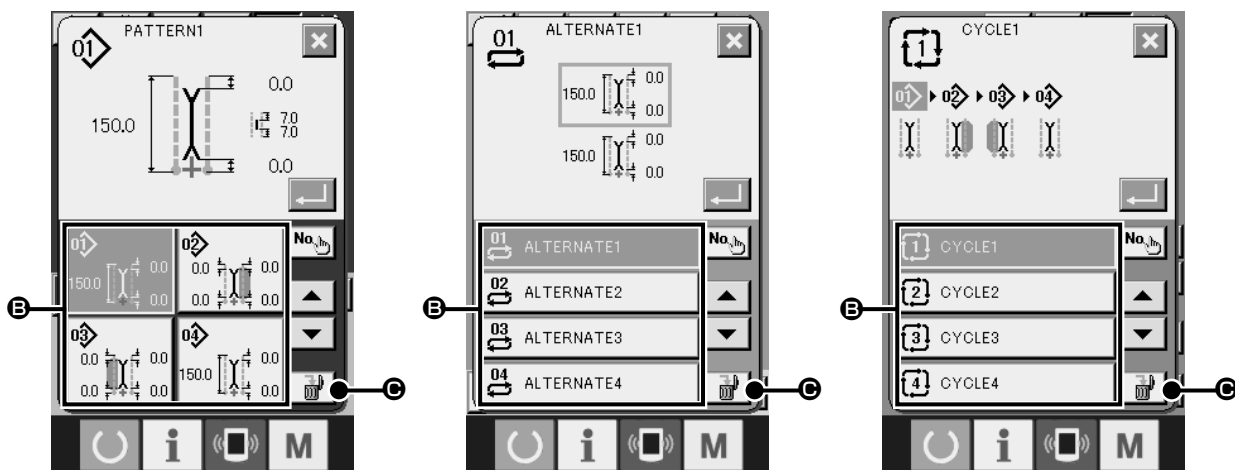 01 PATTERN1
0.0
150.0
7.0
7.0
0.0
01 02
No.
0.0 0.0 0.0
150.0
0.0 0.0 0.0
B
03 04
0.0 0.0 0.0
150.0
0.0 0.0 0.0
C
i M
01 ALTERNATE1
0.0
150.0
0.0
0.0
150.0
0.0
01 ALTERNATE1
No.
02 ALTERNATE2
B
03 ALTERNATE3
04 ALTERNATE4
C
i M
1 CYCLE1
01 02 03 04
1 CYCLE1
No.
2 CYCLE2
B
3 CYCLE3
4 CYCLE4
C
i M